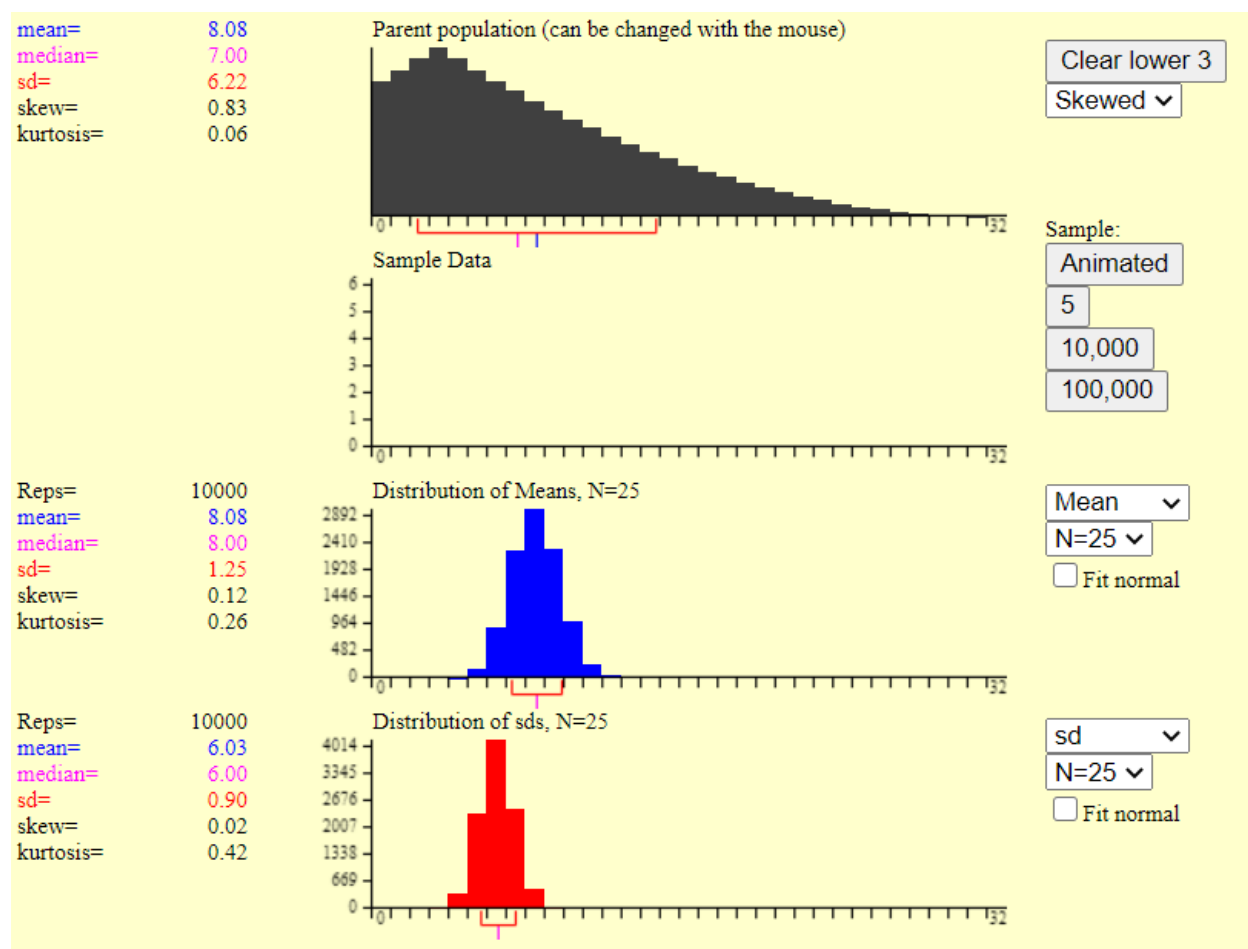 mean= 8.08
median= 7.00
sd= 6.22
skew= 0.83
kurtosis= 0.06
Parent population (can be changed with the mouse)
0 32
Clear lower 3
Skewed
Sample:
Animated
5
10,000
100,000
Sample Data
6
5
4
3
2
1
0
0 32
Reps= 10000
mean= 8.08
median= 8.00
sd= 1.25
skew= 0.12
kurtosis= 0.26
Distribution of Means, N=25
2892
2410
1928
1446
964
482
0
0 32
Mean
N=25
Fit normal
Reps= 10000
mean= 6.03
median= 6.00
sd= 0.90
skew= 0.02
kurtosis= 0.42
Distribution of sds, N=25
4014
3345
2676
2007
1338
669
0
0 32
sd
N=25
Fit normal